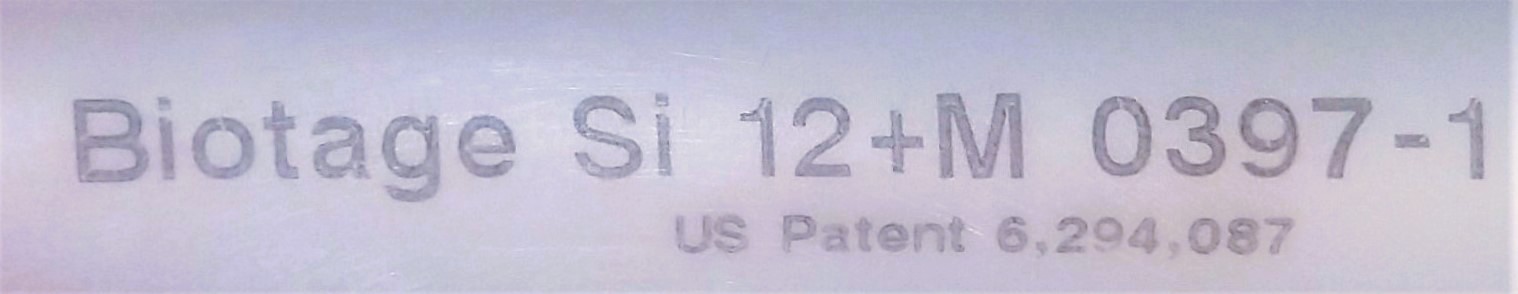 Biotage Si 12+M 0397-1
US Patent 6,294,087